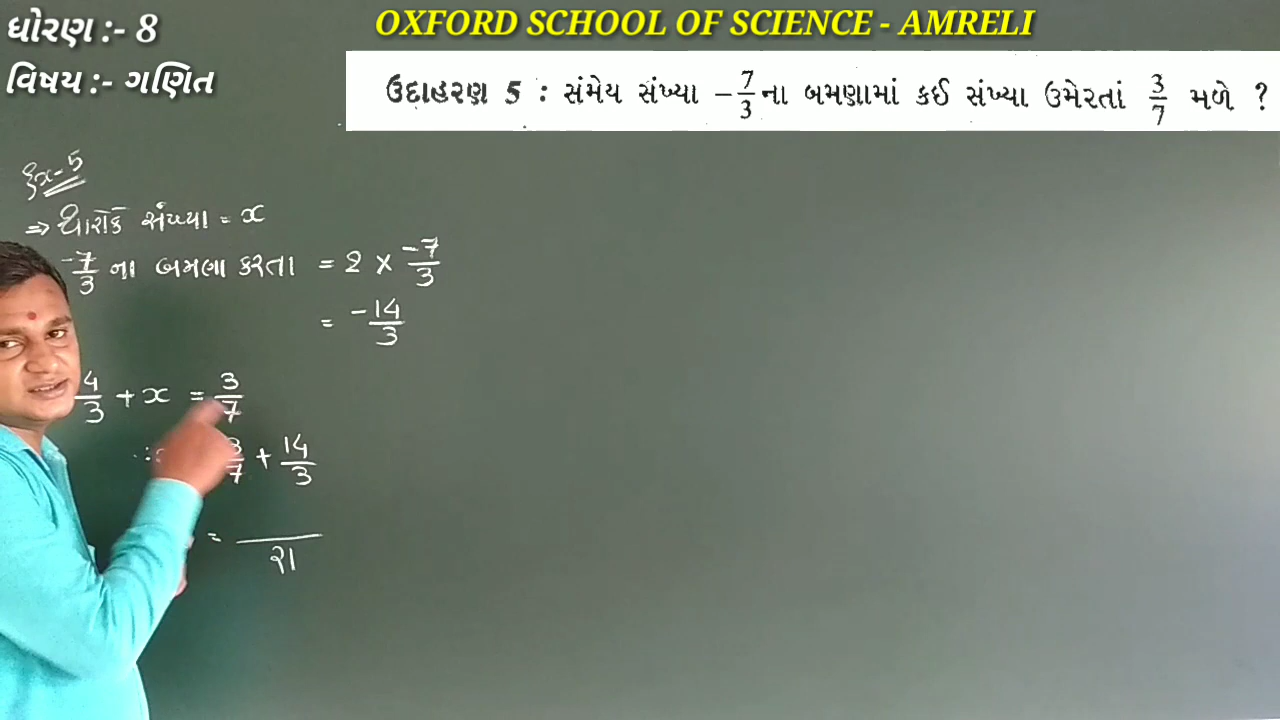 OXFORD SCHOOL OF SCIENCE - AMRELI
ધોરણ :- 8
વિષય :- ગણિત
ઉદાહરણ 5 : સંમેય સંખ્યા -7/3 ના બમણામાં કઈ સંખ્યા ઉમેરતાં 3/7 મળે ?
Ex-5
⇒ ધારોકે સંખ્યા = x
-7/3 ના બમણા કરતા = 2 × -7/3
= -14/3
4/3 + x = 3/7
3/7 + 14/3
= /21